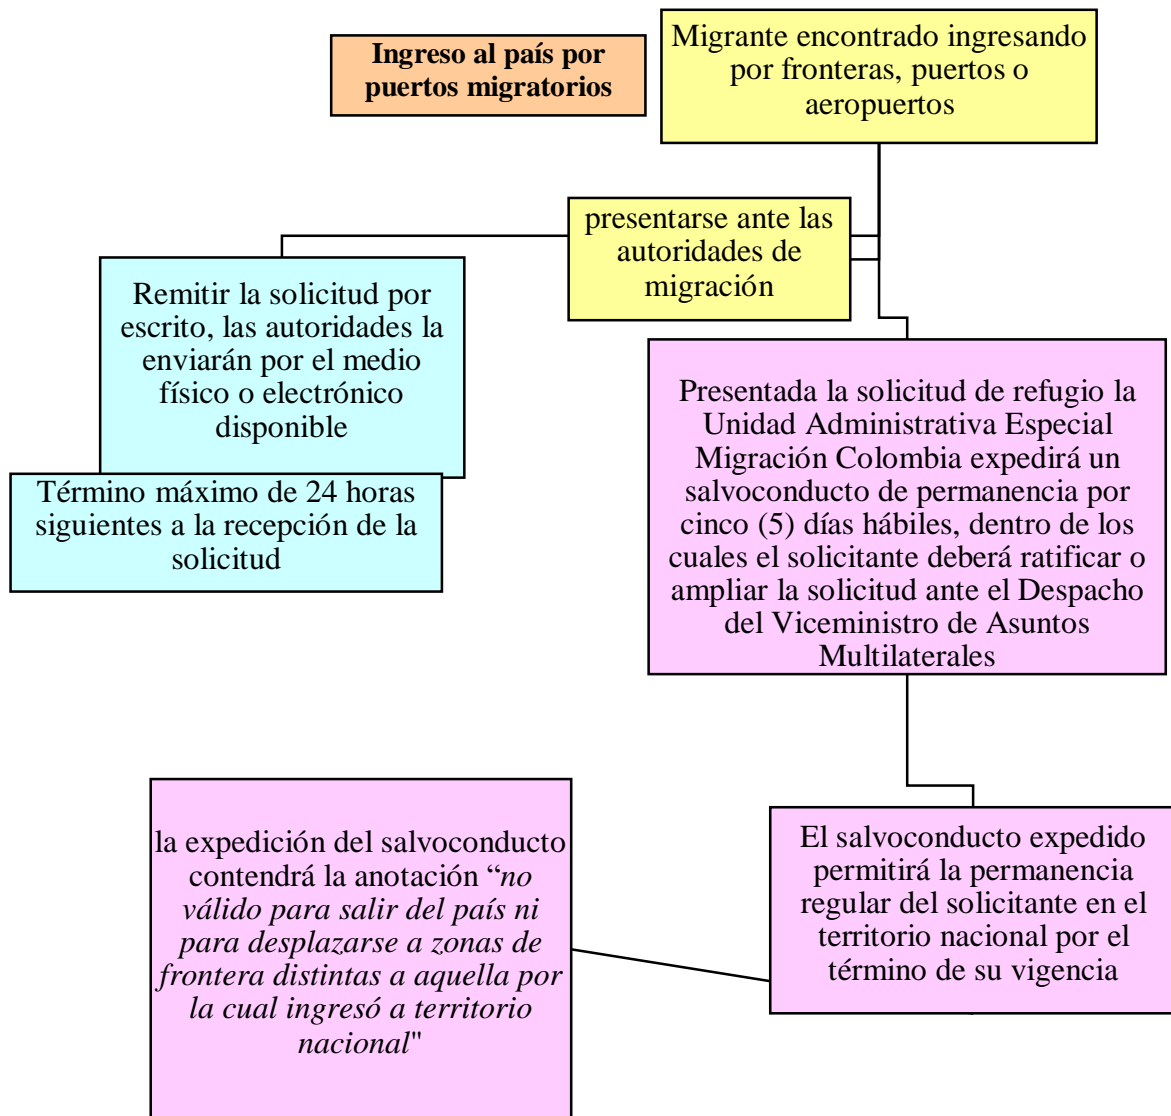 Ingreso al país por
puertos migratorios
Migrante encontrado ingresando
por fronteras, puertos o
aeropuertos
presentarse ante las
autoridades de
migración
Remitir la solicitud por
escrito, las autoridades la
enviarán por el medio
físico o electrónico
disponible
Término máximo de 24 horas
siguientes a la recepción de la
solicitud
Presentada la solicitud de refugio la
Unidad Administrativa Especial
Migración Colombia expedirá un
salvoconducto de permanencia por
cinco (5) días hábiles, dentro de los
cuales el solicitante deberá ratificar o
ampliar la solicitud ante el Despacho
del Viceministro de Asuntos
Multilaterales
El salvoconducto expedido
permitirá la permanencia
regular del solicitante en el
territorio nacional por el
término de su vigencia
la expedición del salvoconducto
contendrá la anotación “no
válido para salir del país ni
para desplazarse a zonas de
frontera distintas a aquella por
la cual ingresó a territorio
nacional"